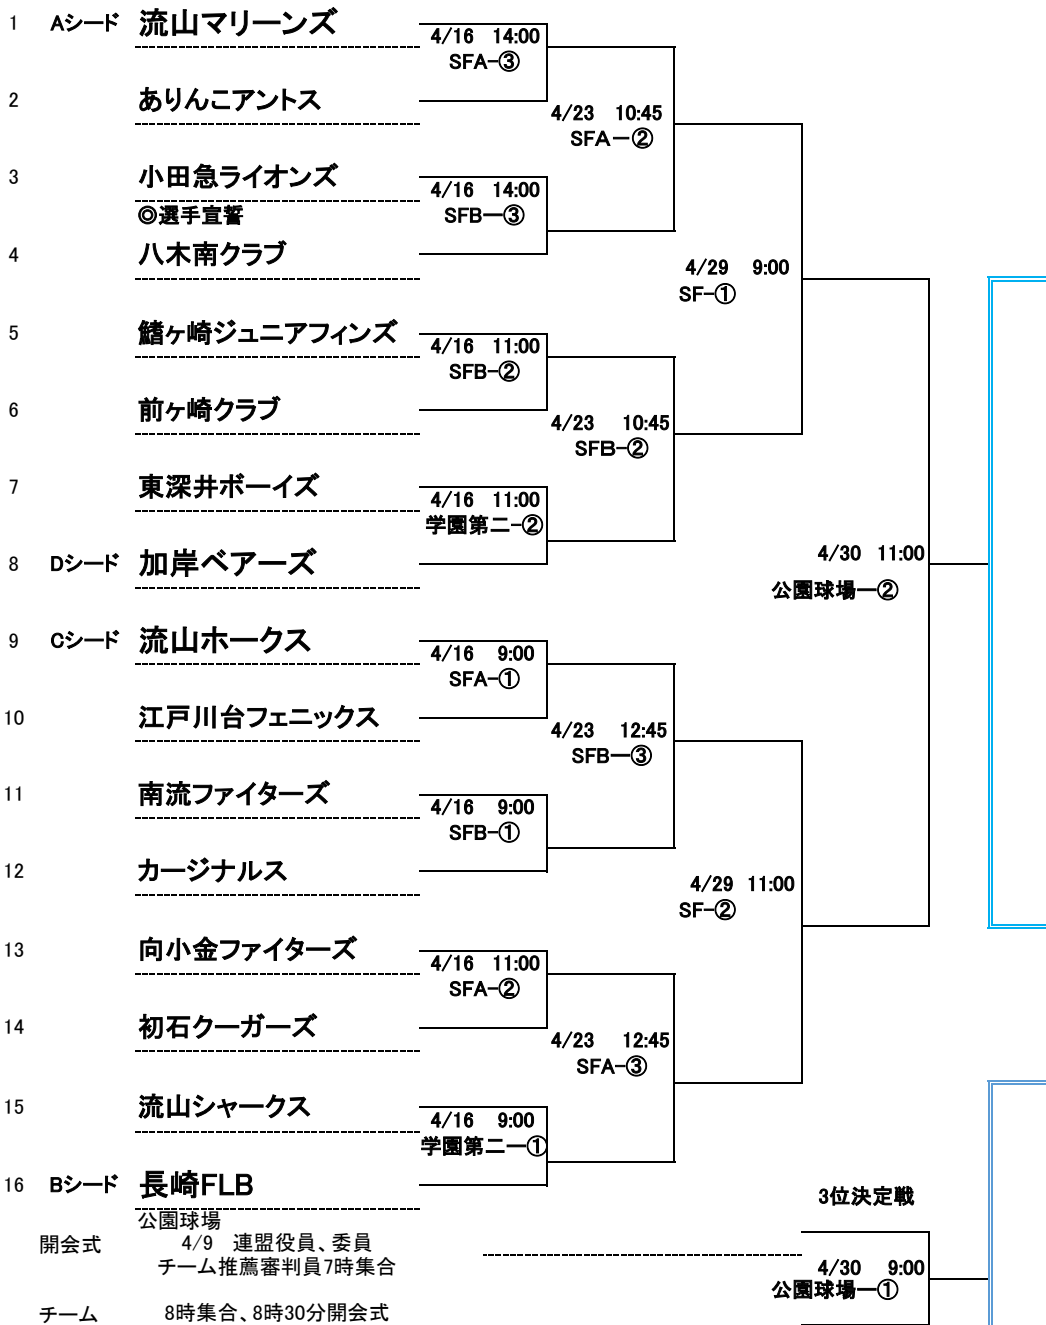 1 Aシード 流山マリーンズ
4/16 14:00
SFA-③
2 ありんこアントス
4/23 10:45
SFA－②
3 小田急ライオンズ
4/16 14:00
◎選手宣誓
SFB―③
4 八木南クラブ
4/29 9:00
SF-①
5 鰭ヶ崎ジュニアフィンズ
4/16 11:00
SFB-②
6 前ヶ崎クラブ
4/23 10:45
SFB-②
7 東深井ボーイズ
4/16 11:00
学園第二-②
8 Dシード 加岸ベアーズ
4/30 11:00
公園球場―②
9 Cシード 流山ホークス
4/16 9:00
SFA-①
10 江戸川台フェニックス
4/23 12:45
SFB―③
11 南流ファイターズ
4/16 9:00
SFB-①
12 カージナルス
4/29 11:00
SF-②
13 向小金ファイターズ
4/16 11:00
SFA-②
14 初石クーガーズ
4/23 12:45
SFA-③
15 流山シャークス
4/16 9:00
学園第二―①
16 Bシード 長崎FLB
3位決定戦
公園球場
開会式 4/9 連盟役員、委員
チーム推薦審判員7時集合
4/30 9:00
公園球場―①
チーム 8時集合、8時30分開会式